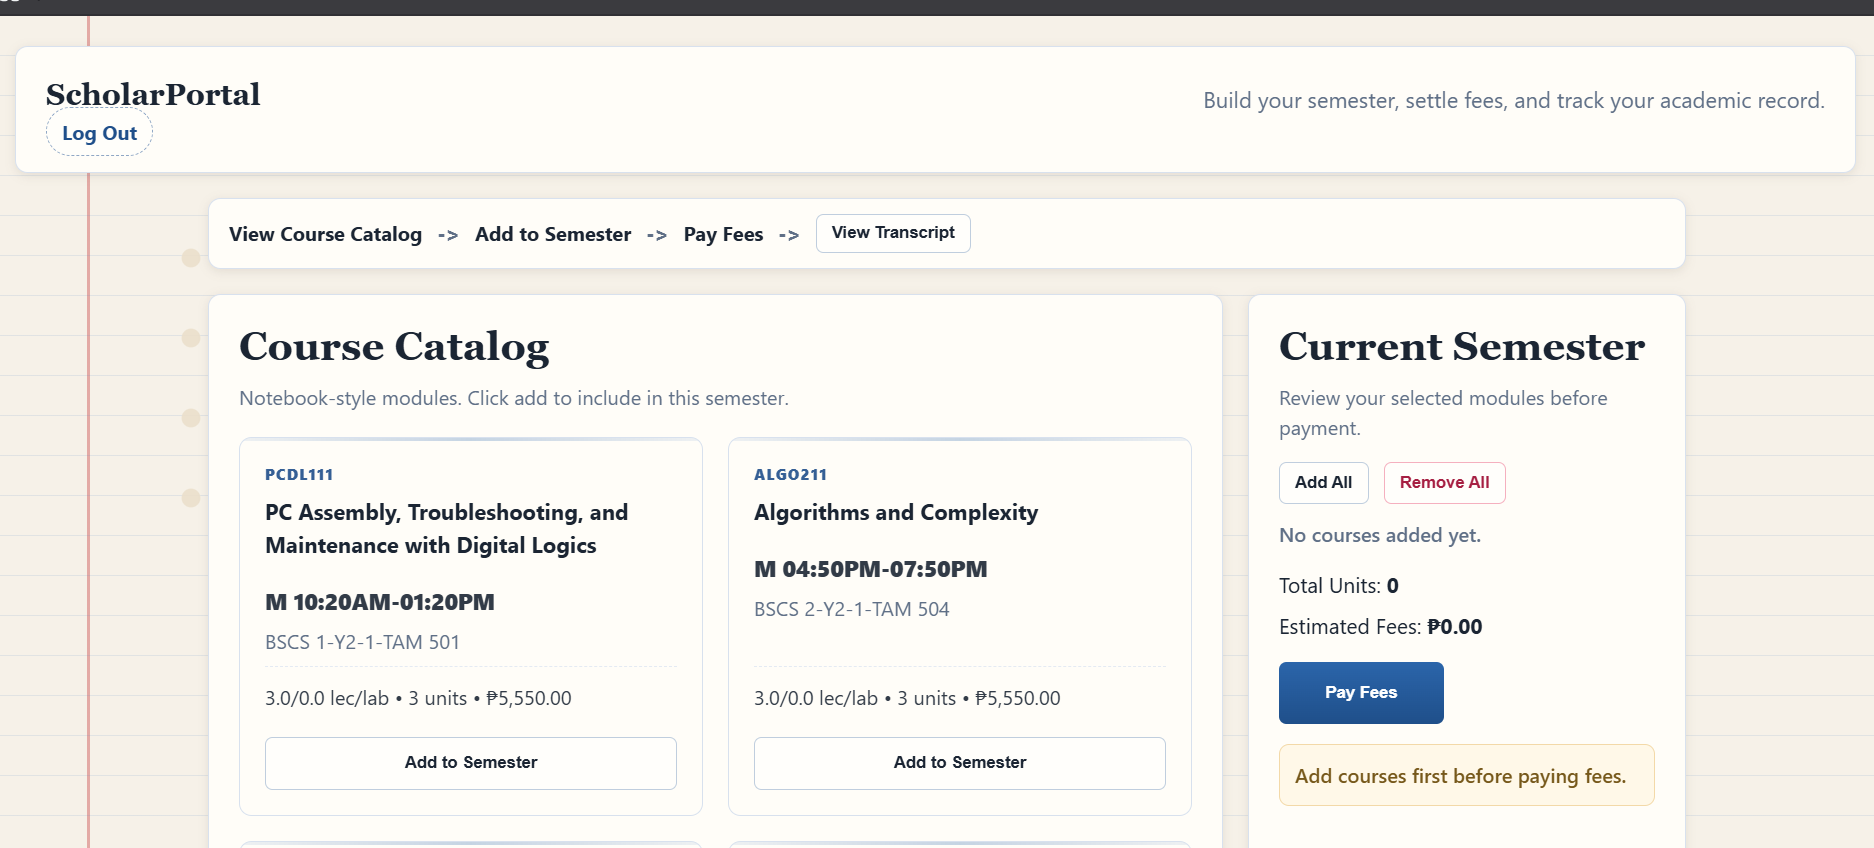 ScholarPortal
Build your semester, settle fees, and track your academic record.
Log Out
View Course Catalog -> Add to Semester -> Pay Fees -> View Transcript
Course Catalog
Notebook-style modules. Click add to include in this semester.
PCDL111
PC Assembly, Troubleshooting, and
Maintenance with Digital Logics
M 10:20AM-01:20PM
BSCS 1-Y2-1-TAM 501
3.0/0.0 lec/lab • 3 units • ₱5,550.00
Add to Semester
ALGO211
Algorithms and Complexity
M 04:50PM-07:50PM
BSCS 2-Y2-1-TAM 504
3.0/0.0 lec/lab • 3 units • ₱5,550.00
Add to Semester
Current Semester
Review your selected modules before
payment.
Add All
Remove All
No courses added yet.
Total Units: 0
Estimated Fees: ₱0.00
Pay Fees
Add courses first before paying fees.